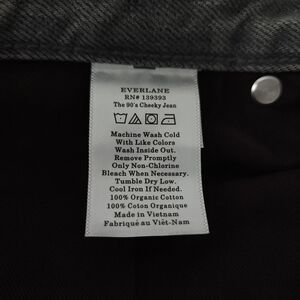 EVERLANE
RN# 139393
The 90's Cheeky Jean
Machine Wash Cold
With Like Colors
Wash Inside Out.
Remove Promptly
Only Non-Chlorine
Bleach When Necessary.
Tumble Dry Low.
Cool Iron If Needed.
100% Organic Cotton
100% Coton Organique
Made in Vietnam
Fabriqué au Viêt-Nam